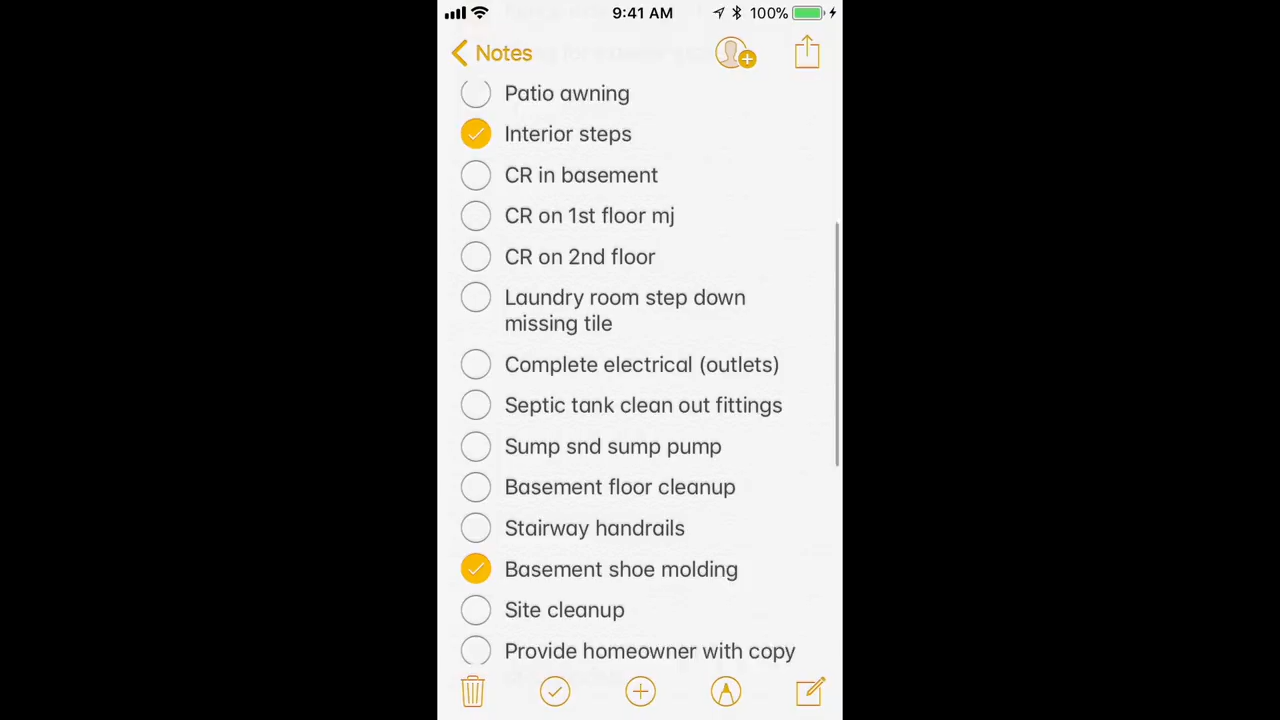 9:41 AM
100%
Notes
Patio awning
Interior steps
CR in basement
CR on 1st floor mj
CR on 2nd floor
Laundry room step down
missing tile
Complete electrical (outlets)
Septic tank clean out fittings
Sump snd sump pump
Basement floor cleanup
Stairway handrails
Basement shoe molding
Site cleanup
Provide homeowner with copy